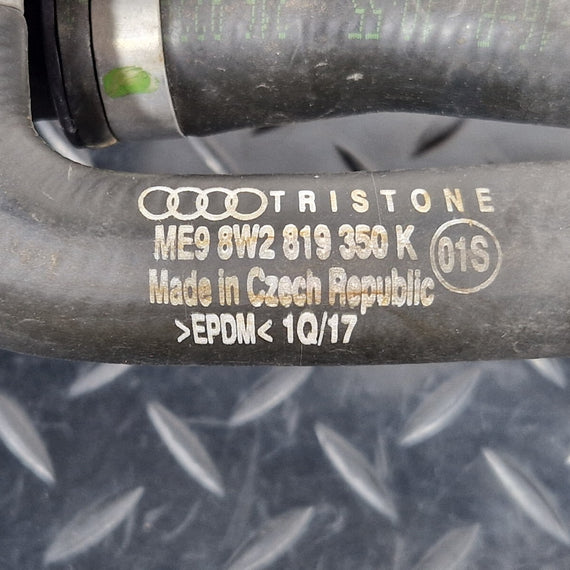 TRISTONE
ME9 8W2 819 350 K 01S
Made in Czech Republic
>EPDM< 1Q/17